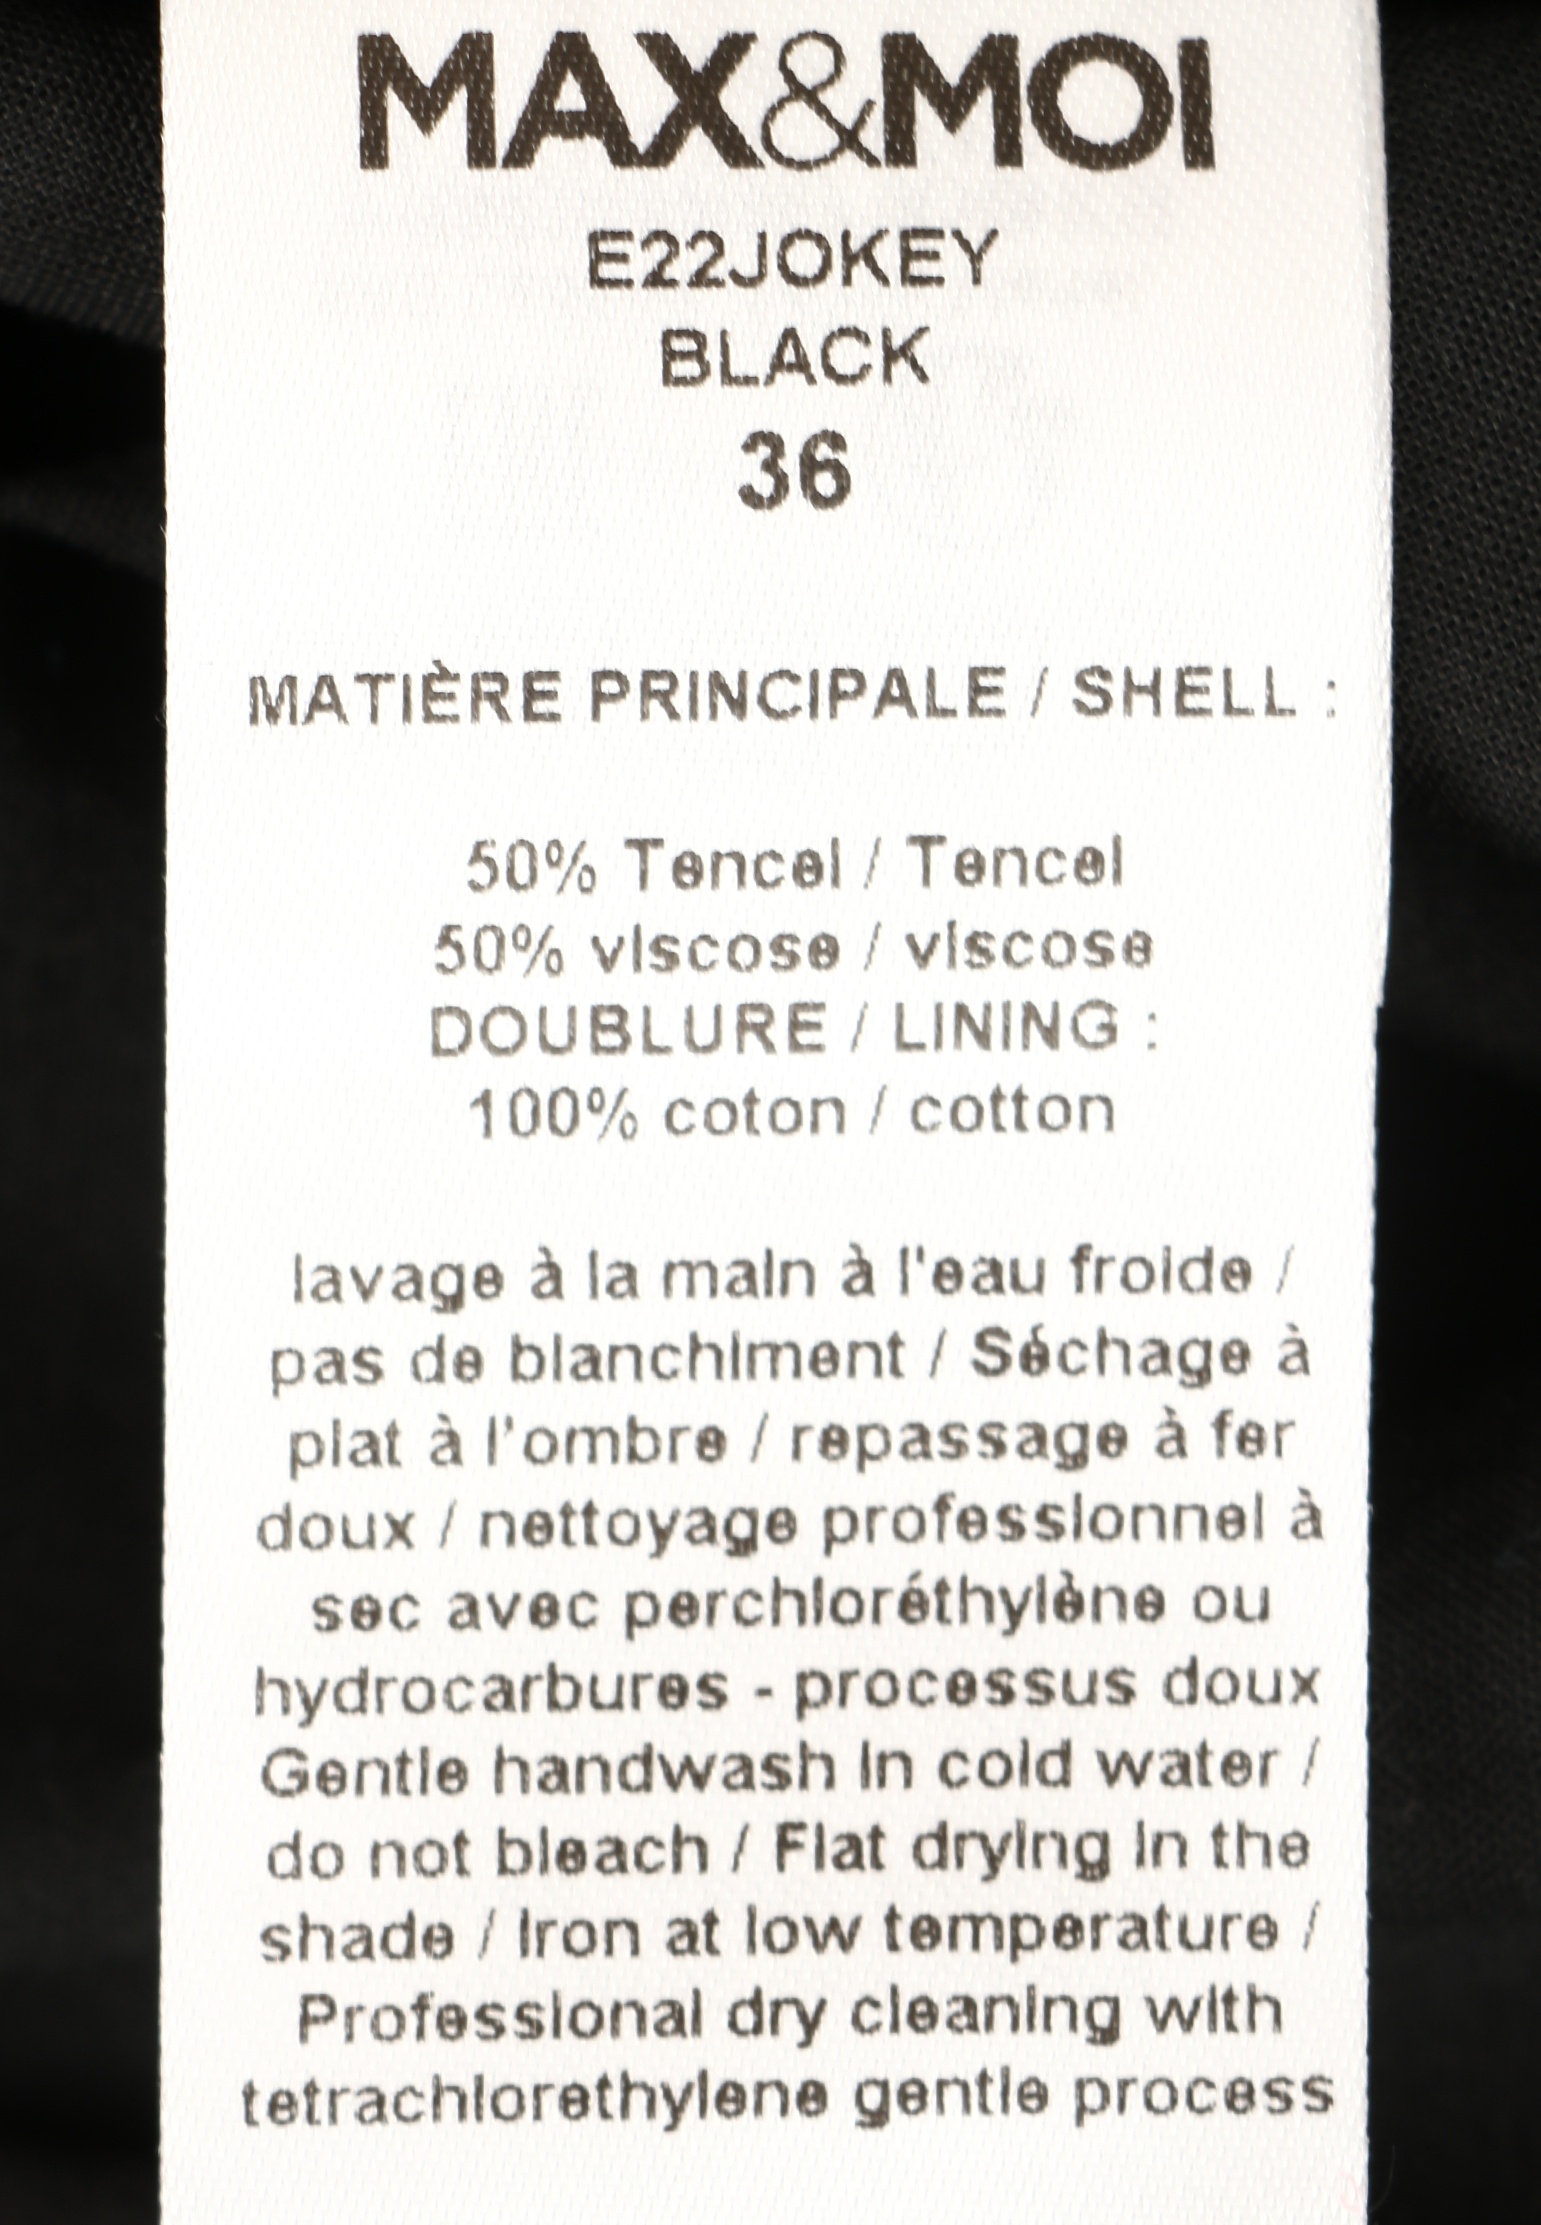 MAX&MOI
E22JOKEY
BLACK
36
MATIÈRE PRINCIPALE / SHELL :
50% Tencel / Tencel
50% viscose / viscose
DOUBLURE / LINING :
100% coton / cotton
lavage à la main à l'eau froide /
pas de blanchiment / Séchage à
plat à l'ombre / repassage à fer
doux / nettoyage professionnel à
sec avec perchloréthylène ou
hydrocarbures - processus doux
Gentle handwash in cold water /
do not bleach / Flat drying in the
shade / Iron at low temperature /
Professional dry cleaning with
tetrachlorethylene gentle process